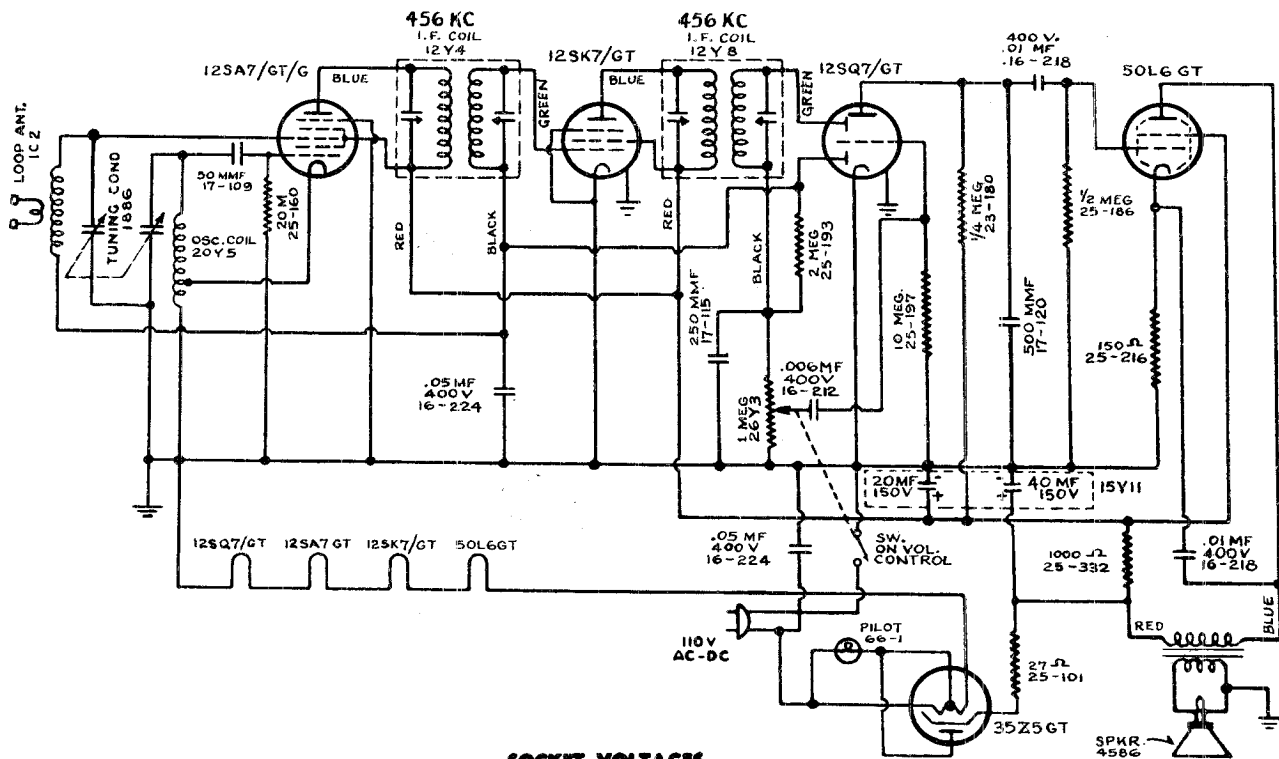 456 KC
I.F. COIL
12Y4
456 KC
I.F. COIL
12Y8
400 V.
.01 MF
.16-218
12SA7/GT/G
BLUE
12SK7/GT
BLUE
12SQ7/GT
50L6 GT
LOOP ANT.
1C2
GREEN
GREEN
50 MMF
17-109
TUNING COND
1886
20M
25-160
OSC. COIL
20Y5
RED
BLACK
RED
BLACK
2 MEG
25-193
1/4 MEG
23-180
1/2 MEG
25-186
250 MMF
17-115
10 MEG.
25-197
500 MMF
17-120
150 Ω
25-216
.05 MF
400 V
16-224
.006MF
400V
16-212
1 MEG
26Y3
20MF
150V
-
+
-
+
40 MF
150V
15Y11
12SQ7/GT
12SA7 GT
12SK7/GT
50L6GT
.05 MF
400 V
16-224
SW.
ON VOL.
CONTROL
1000 Ω
25-332
.01 MF
400V
16-218
110V
AC-DC
PILOT
66-1
RED
BLUE
27 Ω
25-101
35Z5GT
SPKR.
4586
SOCKET VOLTAGES